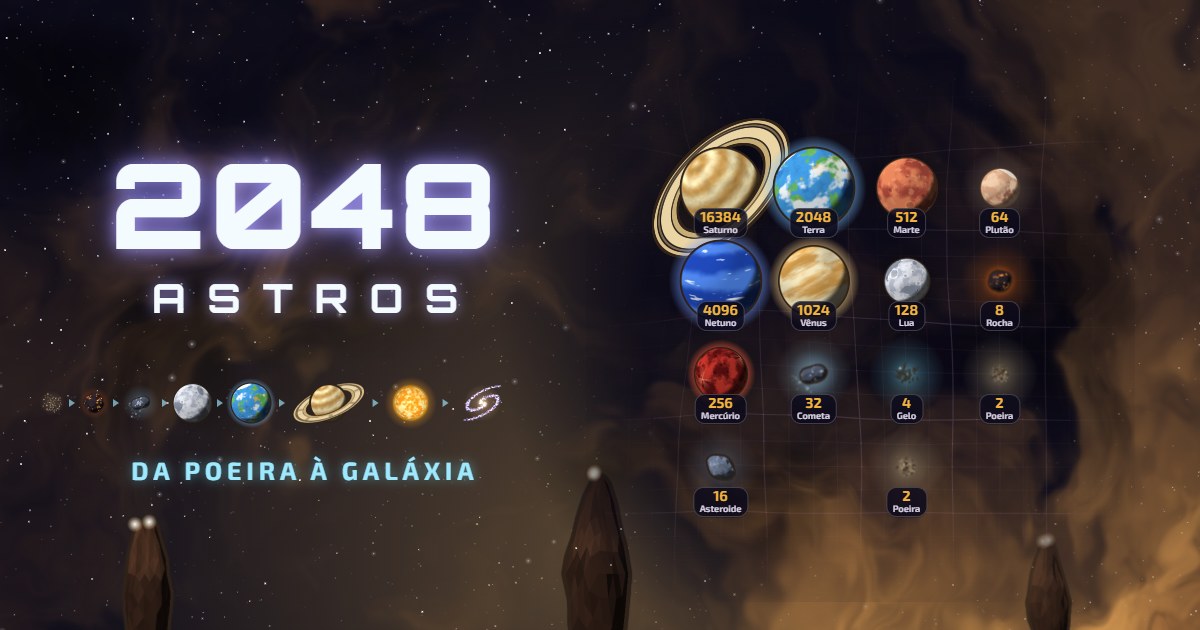 2048
ASTROS
DA POEIRA À GALÁXIA
16384
Saturno
2048
Terra
512
Marte
64
Plutão
4096
Netuno
1024
Vênus
128
Lua
8
Rocha
256
Mercúrio
32
Cometa
4
Gelo
2
Poeira
16
Asteroide
2
Poeira